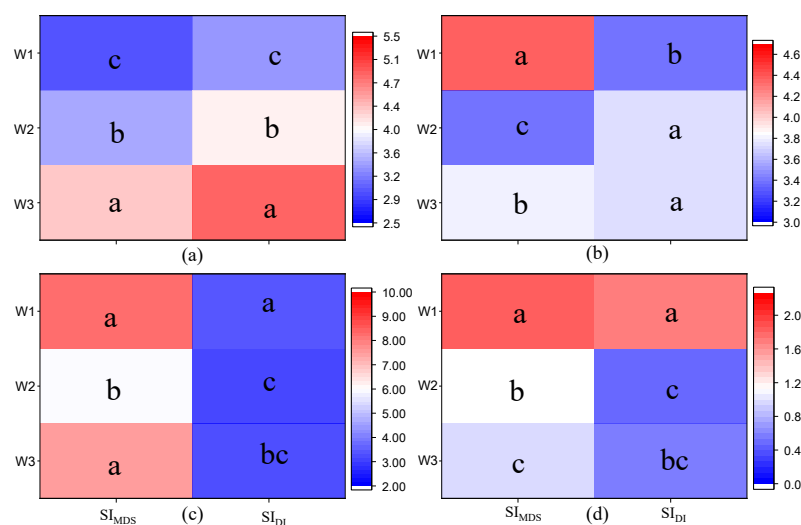 W1 c c
W2 b b
W3 a a
5.5
5.1
4.7
4.4
4.0
3.6
3.2
2.9
2.5
(a)
W1 a b
W2 c a
W3 b a
4.6
4.4
4.2
4.0
3.8
3.6
3.4
3.2
3.0
(b)
W1 a a
W2 b c
W3 a bc
10.00
9.00
8.00
7.00
6.00
5.00
4.00
3.00
2.00
SI_MDS (c) SI_DI
W1 a a
W2 b c
W3 c bc
2.0
1.6
1.2
0.8
0.4
0.0
SI_MDS (d) SI_DI